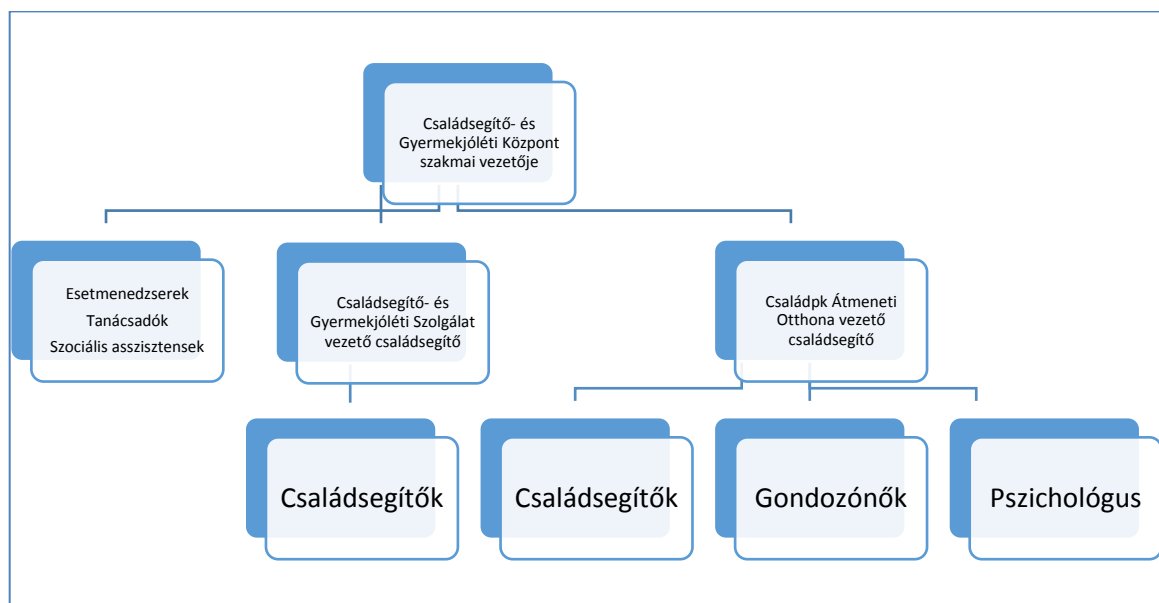 Családsegítő- és
Gyermekjóléti Központ
szakmai vezetője
Esetmenedzserek
Tanácsadók
Szociális asszisztensek
Családsegítő- és
Gyermekjóléti Szolgálat
vezető családsegítő
Családpk Átmeneti
Otthona vezető
családsegítő
Családsegítők
Családsegítők
Gondozónők
Pszichológus